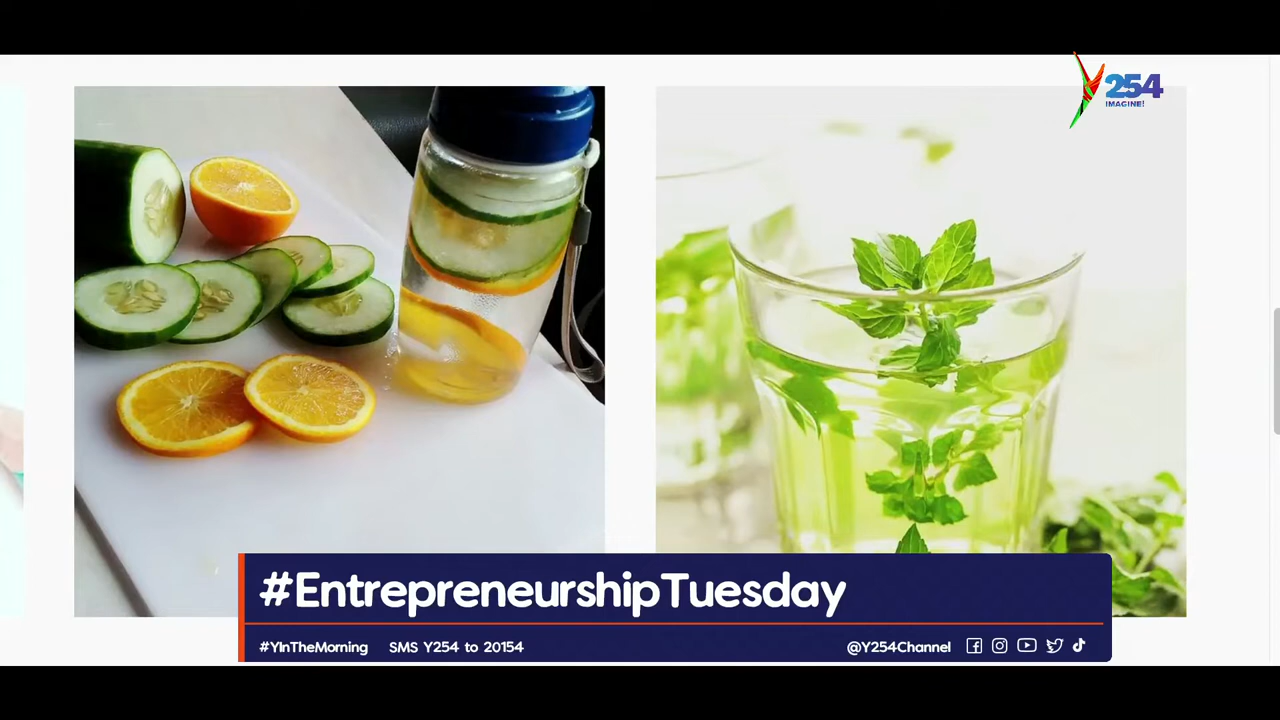 Y254
IMAGINE!
#EntrepreneurshipTuesday
#YInTheMorning SMS Y254 to 20154 @Y254Channel